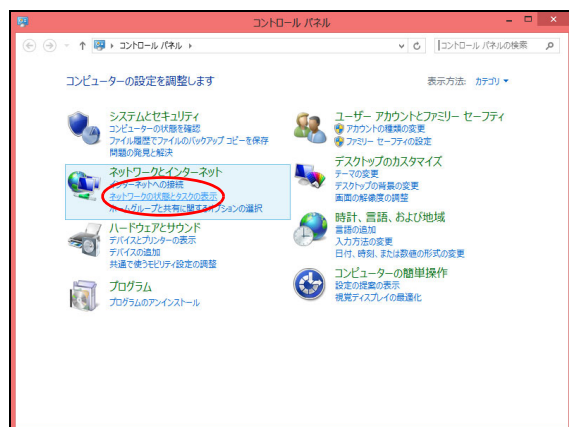 コントロール パネル
コントロール パネル
コントロール パネルの検索
コンピューターの設定を調整します
表示方法: カテゴリ
システムとセキュリティ
コンピューターの状態を確認
ファイル履歴でファイルのバックアップ コピーを保存
問題の発見と解決
ネットワークとインターネット
インターネットへの接続
ネットワークの状態とタスクの表示
ホームグループと共有に関するオプションの選択
ハードウェアとサウンド
デバイスとプリンターの表示
デバイスの追加
共通で使うモビリティ設定の調整
プログラム
プログラムのアンインストール
ユーザー アカウントとファミリー セーフティ
アカウントの種類の変更
ファミリー セーフティの設定
デスクトップのカスタマイズ
テーマの変更
デスクトップの背景の変更
画面の解像度の調整
時計、言語、および地域
言語の追加
入力方法の変更
日付、時刻、または数値の形式の変更
コンピューターの簡単操作
設定の提案の表示
視覚ディスプレイの最適化